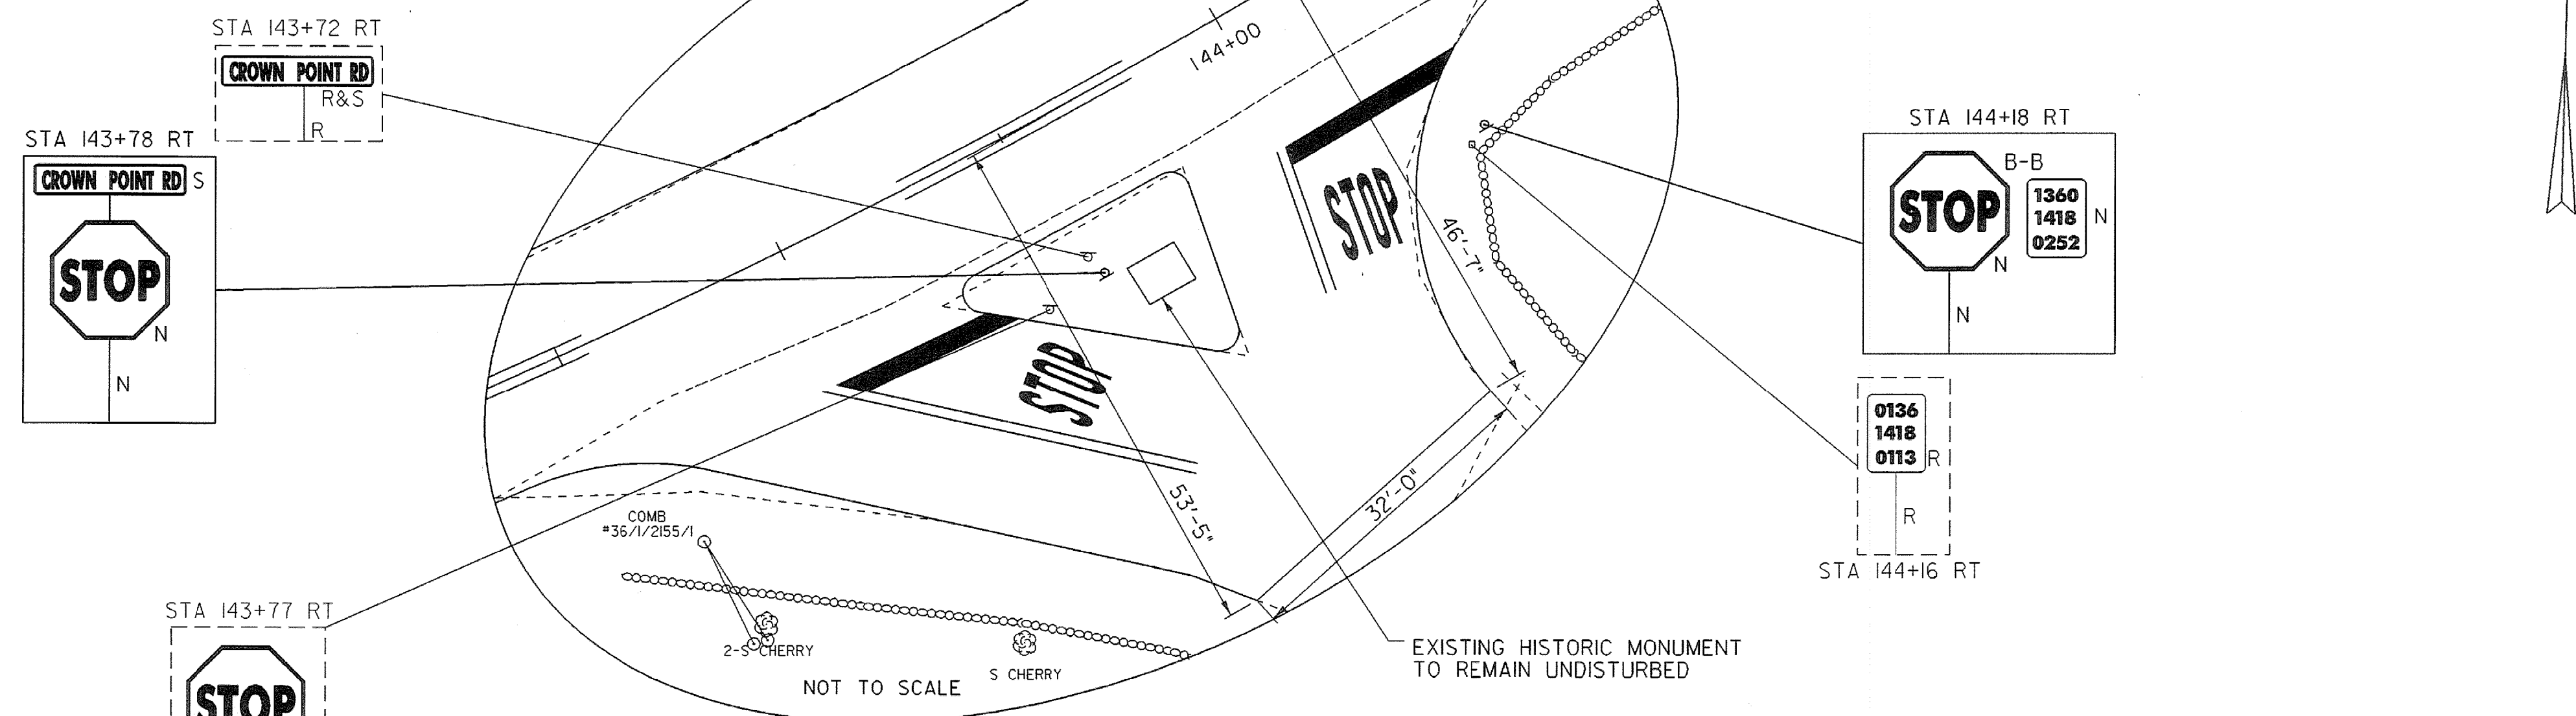 STA 143+72 RT
CROWN POINT RD
R&S
R
STA 143+78 RT
CROWN POINT RD S
STOP
N
N
144+00
STOP
46'-7"
STOP
53'-5"
32'-0"
STA 144+18 RT
B-B
STOP
1360
1418 N
0252
N
N
0136
1418
0113 R
R
STA 144+16 RT
COMB
#36/1/2155/1
2-S CHERRY
S CHERRY
NOT TO SCALE
EXISTING HISTORIC MONUMENT
TO REMAIN UNDISTURBED
STA 143+77 RT
STOP